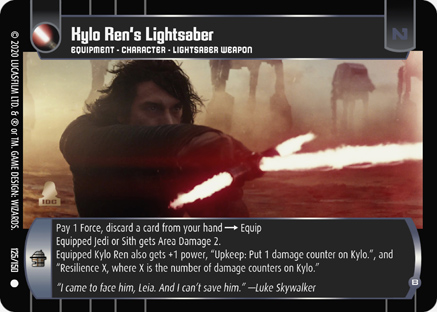 Kylo Ren's Lightsaber
EQUIPMENT - CHARACTER - LIGHTSABER WEAPON
N
© 2020 LUCASFILM LTD. & ® or TM. GAME DESIGN: WIZARDS.
125/150
Pay 1 Force, discard a card from your hand → Equip
Equipped Jedi or Sith gets Area Damage 2.
Equipped Kylo Ren also gets +1 power, “Upkeep: Put 1 damage counter on Kylo.”, and
“Resilience X, where X is the number of damage counters on Kylo.”
“I came to face him, Leia. And I can't save him.” —Luke Skywalker
B